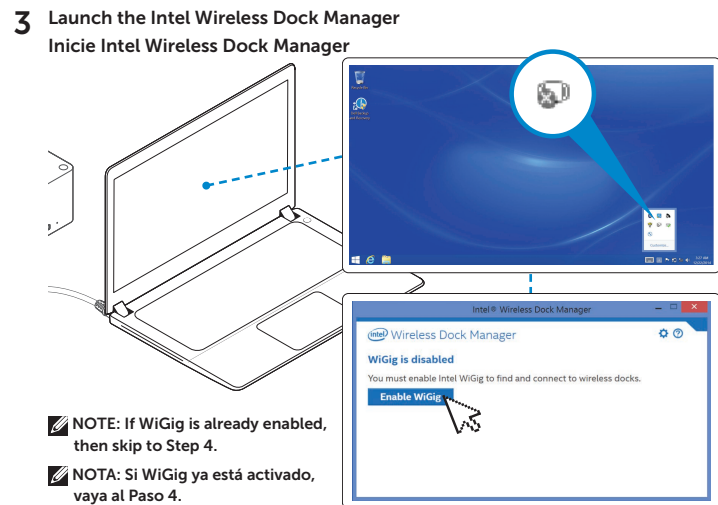 3 Launch the Intel Wireless Dock Manager
Inicie Intel Wireless Dock Manager
Customize...
Intel® Wireless Dock Manager
intel Wireless Dock Manager
WiGig is disabled
You must enable Intel WiGig to find and connect to wireless docks.
Enable WiGig
NOTE: If WiGig is already enabled,
then skip to Step 4.
NOTA: Si WiGig ya está activado,
vaya al Paso 4.